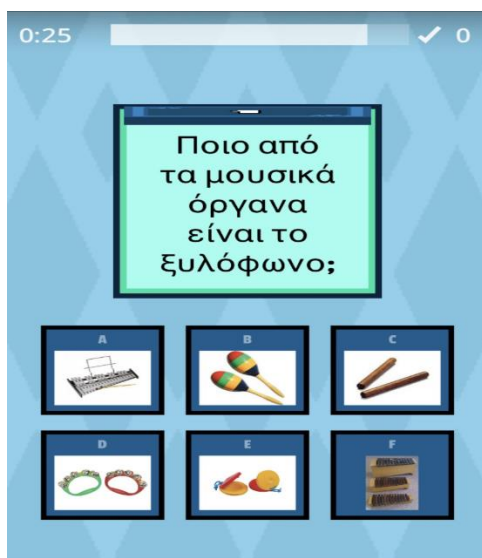 0:25 ✓ 0
Ποιο από
τα μουσικά
όργανα
είναι το
ξυλόφωνο;
A B C
D E F